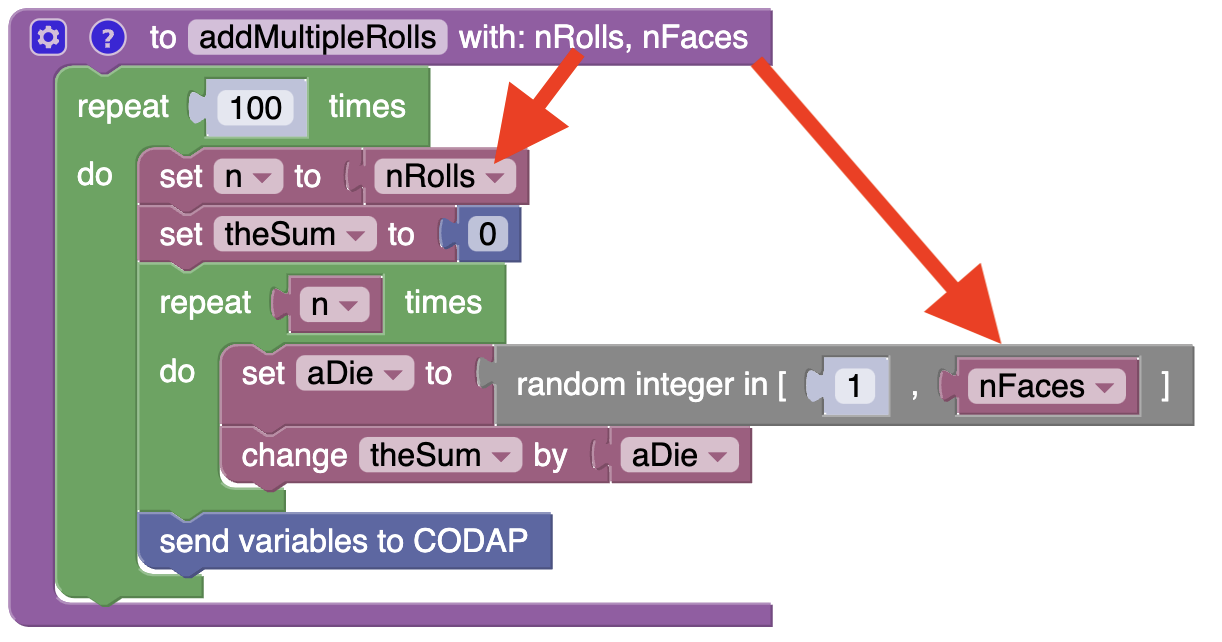 ? to addMultipleRolls with: nRolls, nFaces
repeat 100 times
do set n to nRolls
set theSum to 0
repeat n times
do set aDie to random integer in [ 1 , nFaces ]
change theSum by aDie
send variables to CODAP